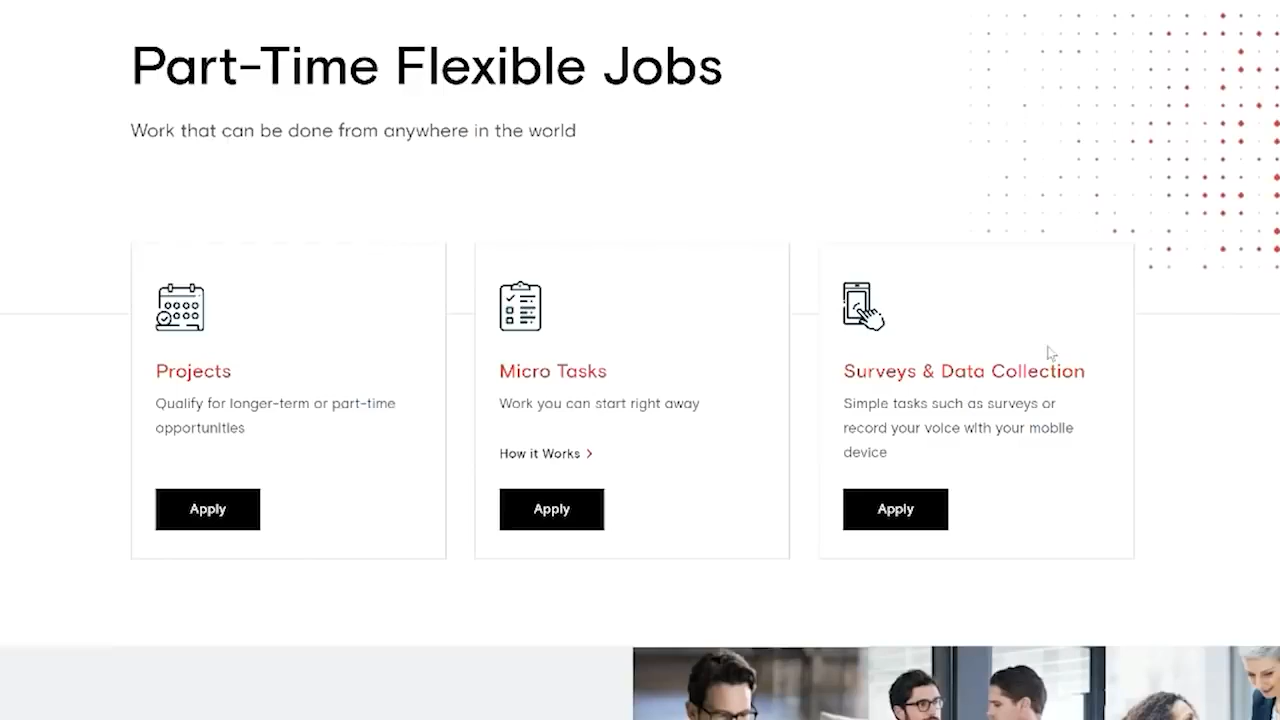 Part-Time Flexible Jobs
Work that can be done from anywhere in the world
Projects
Qualify for longer-term or part-time
opportunities
Apply
Micro Tasks
Work you can start right away
How it Works >
Apply
Surveys & Data Collection
Simple tasks such as surveys or
record your voice with your mobile
device
Apply